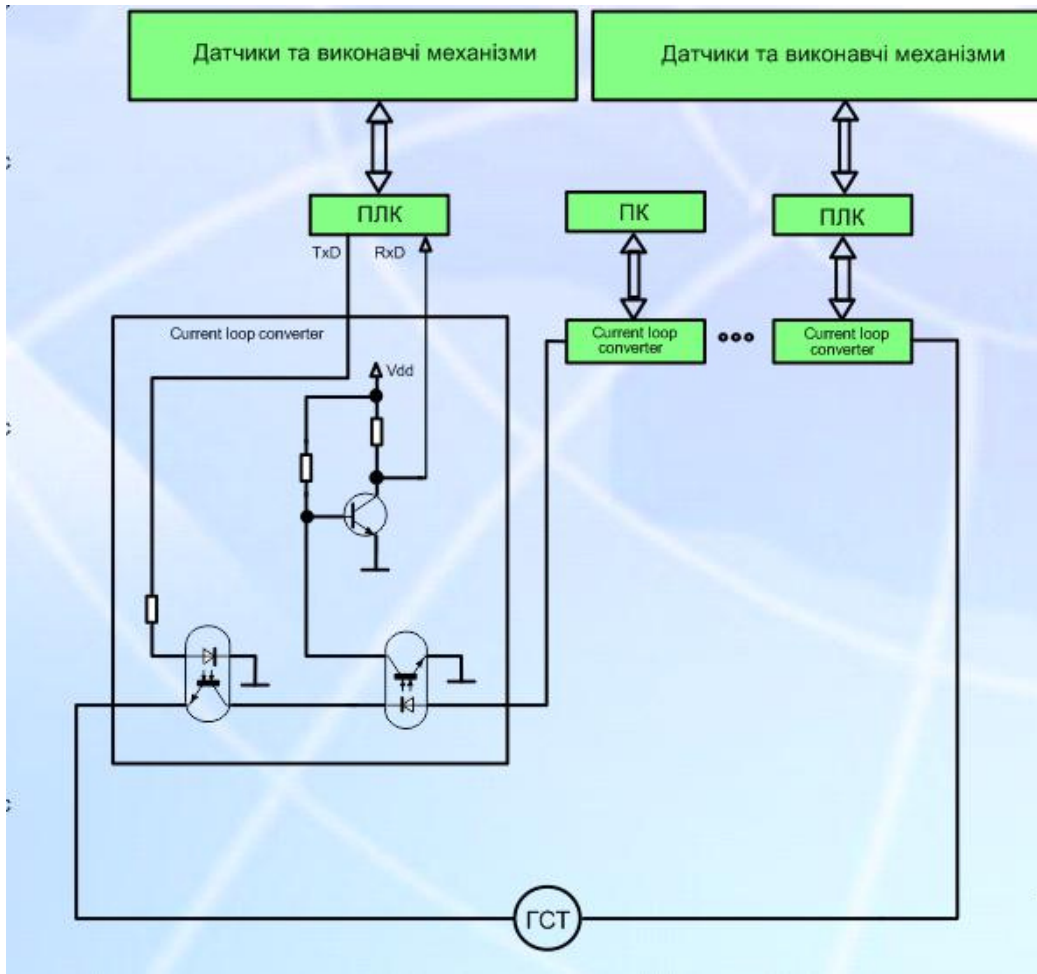 Датчики та виконавчі механізми
Датчики та виконавчі механізми
ПЛК
ПК
ПЛК
TxD
RxD
Current loop converter
Current loop
converter
Current loop
converter
Vdd
ГСТ